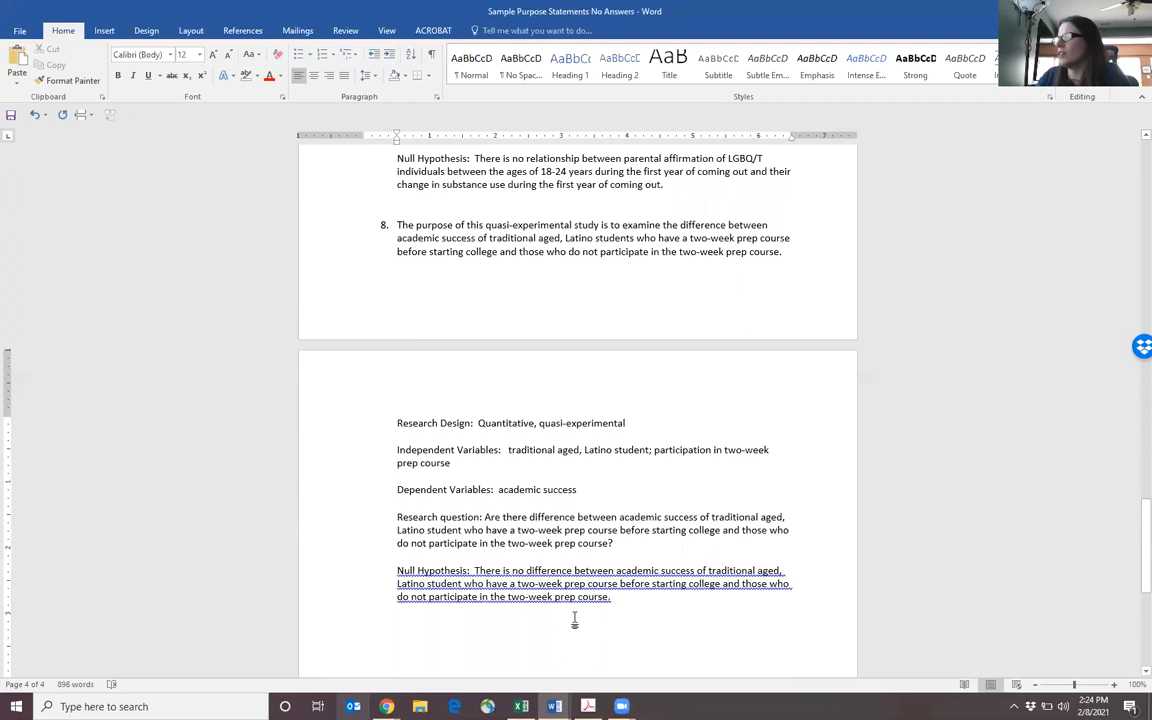 Sample Purpose Statements No Answers - Word
File Home Insert Design Layout References Mailings Review View ACROBAT Tell me what you want to do...
Cut
Copy
Paste
Format Painter
Clipboard
Calibri (Body) 12
Font
Paragraph
AaBbCcD AaBbCcD AaBbC( AaBbCcC AaB AaBbCcD AaBbCcD AaBbCcD AaBbCcD AaBbCcD AaBbCcD
¶ Normal ¶ No Spac... Heading 1 Heading 2 Title Subtitle Subtle Em... Emphasis Intense E... Strong Quote
Styles
Editing
Null Hypothesis: There is no relationship between parental affirmation of LGBQ/T
individuals between the ages of 18-24 years during the first year of coming out and their
change in substance use during the first year of coming out.
8. The purpose of this quasi-experimental study is to examine the difference between
academic success of traditional aged, Latino students who have a two-week prep course
before starting college and those who do not participate in the two-week prep course.
Research Design: Quantitative, quasi-experimental
Independent Variables: traditional aged, Latino student; participation in two-week
prep course
Dependent Variables: academic success
Research question: Are there difference between academic success of traditional aged,
Latino student who have a two-week prep course before starting college and those who
do not participate in the two-week prep course?
Null Hypothesis: There is no difference between academic success of traditional aged,
Latino student who have a two-week prep course before starting college and those who
do not participate in the two-week prep course.
Page 4 of 4 896 words
100%
Type here to search
2:24 PM
2/8/2021